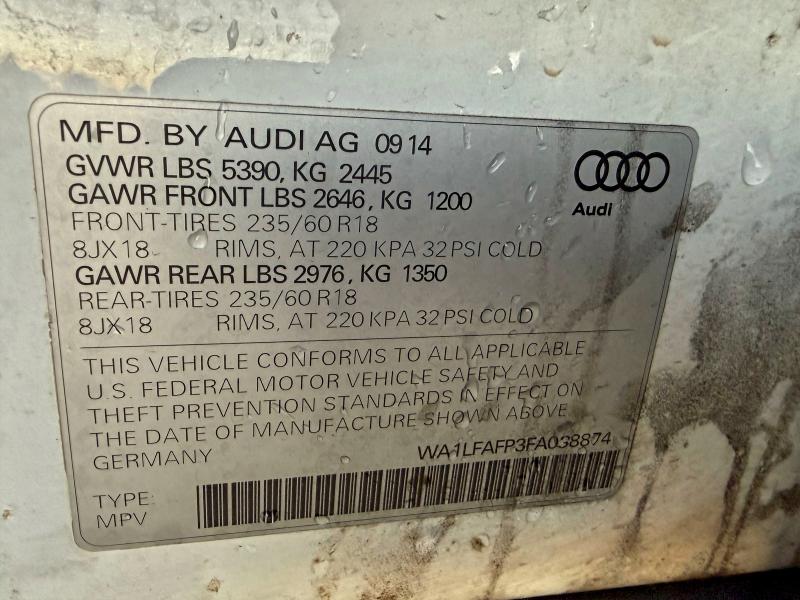 MFD. BY AUDI AG 09 14
GVWR LBS 5390, KG 2445
GAWR FRONT LBS 2646, KG 1200
FRONT-TIRES 235/60 R18
8JX18 RIMS, AT 220 KPA 32 PSI COLD
GAWR REAR LBS 2976, KG 1350
REAR-TIRES 235/60 R18
8JX18 RIMS, AT 220 KPA 32 PSI COLD
Audi
THIS VEHICLE CONFORMS TO ALL APPLICABLE
U.S. FEDERAL MOTOR VEHICLE SAFETY AND
THEFT PREVENTION STANDARDS IN EFFECT ON
THE DATE OF MANUFACTURE SHOWN ABOVE
GERMANY
WA1LFAFP3FA038874
TYPE:
MPV